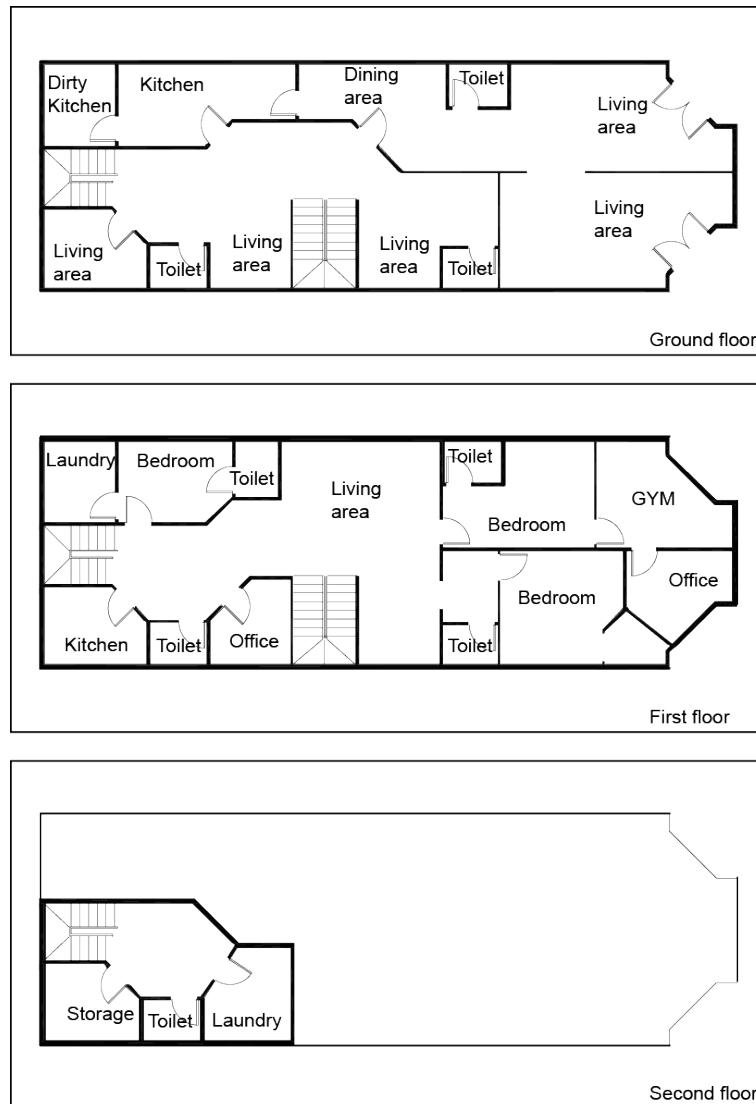 Dirty
Kitchen
Kitchen
Dining
area
Toilet
Living
area
Living
area
Living
area
Toilet
Living
area
Living
area
Toilet
Ground floor
Laundry
Bedroom
Toilet
Living
area
Toilet
Bedroom
GYM
Office
Bedroom
Kitchen
Toilet
Office
Toilet
First floor
Storage
Toilet
Laundry
Second floor